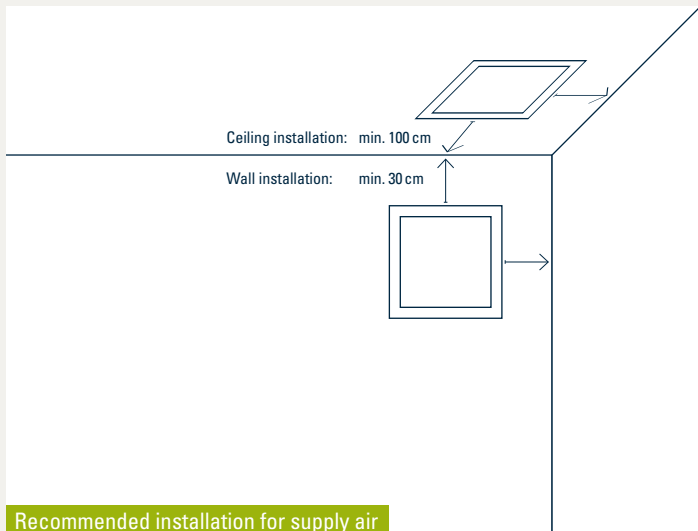 Ceiling installation: min. 100 cm
Wall installation: min. 30 cm
Recommended installation for supply air